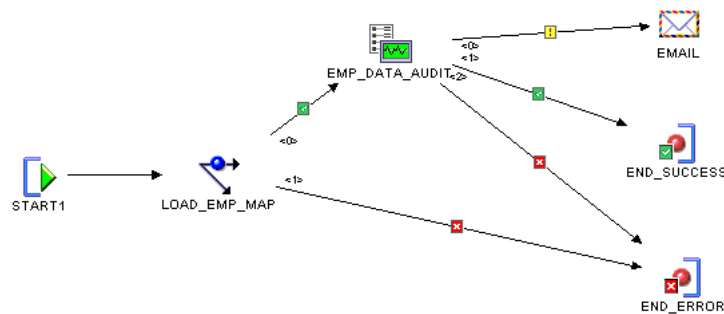 <0>
<1>
<2>
EMAIL
EMP_DATA_AUDIT
<0>
END_SUCCESS
<1>
START1
LOAD_EMP_MAP
END_ERROR